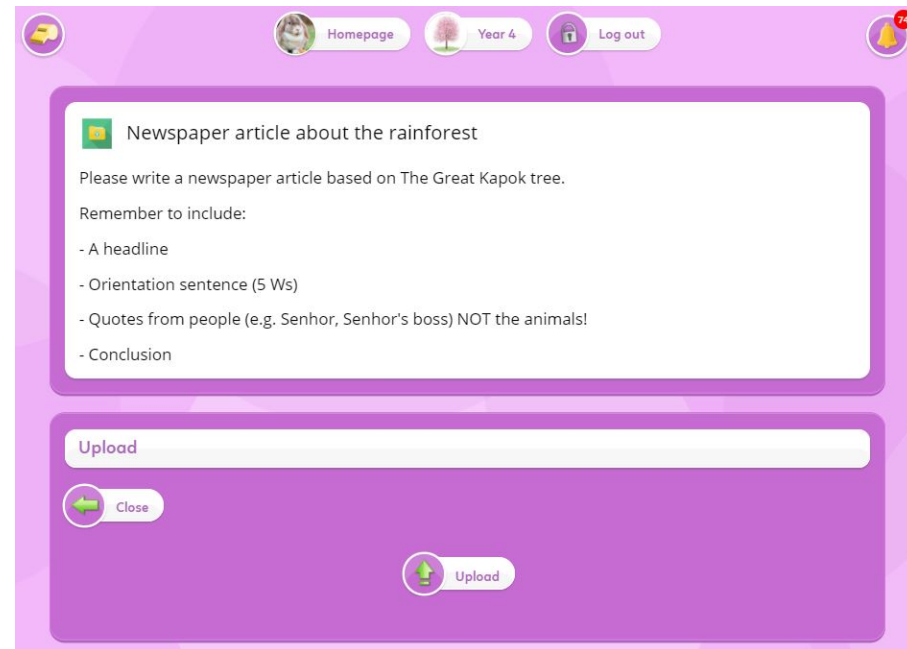 Homepage
Year 4
Log out
74
Newspaper article about the rainforest
Please write a newspaper article based on The Great Kapok tree.
Remember to include:
- A headline
- Orientation sentence (5 Ws)
- Quotes from people (e.g. Senhor, Senhor's boss) NOT the animals!
- Conclusion
Upload
Close
Upload